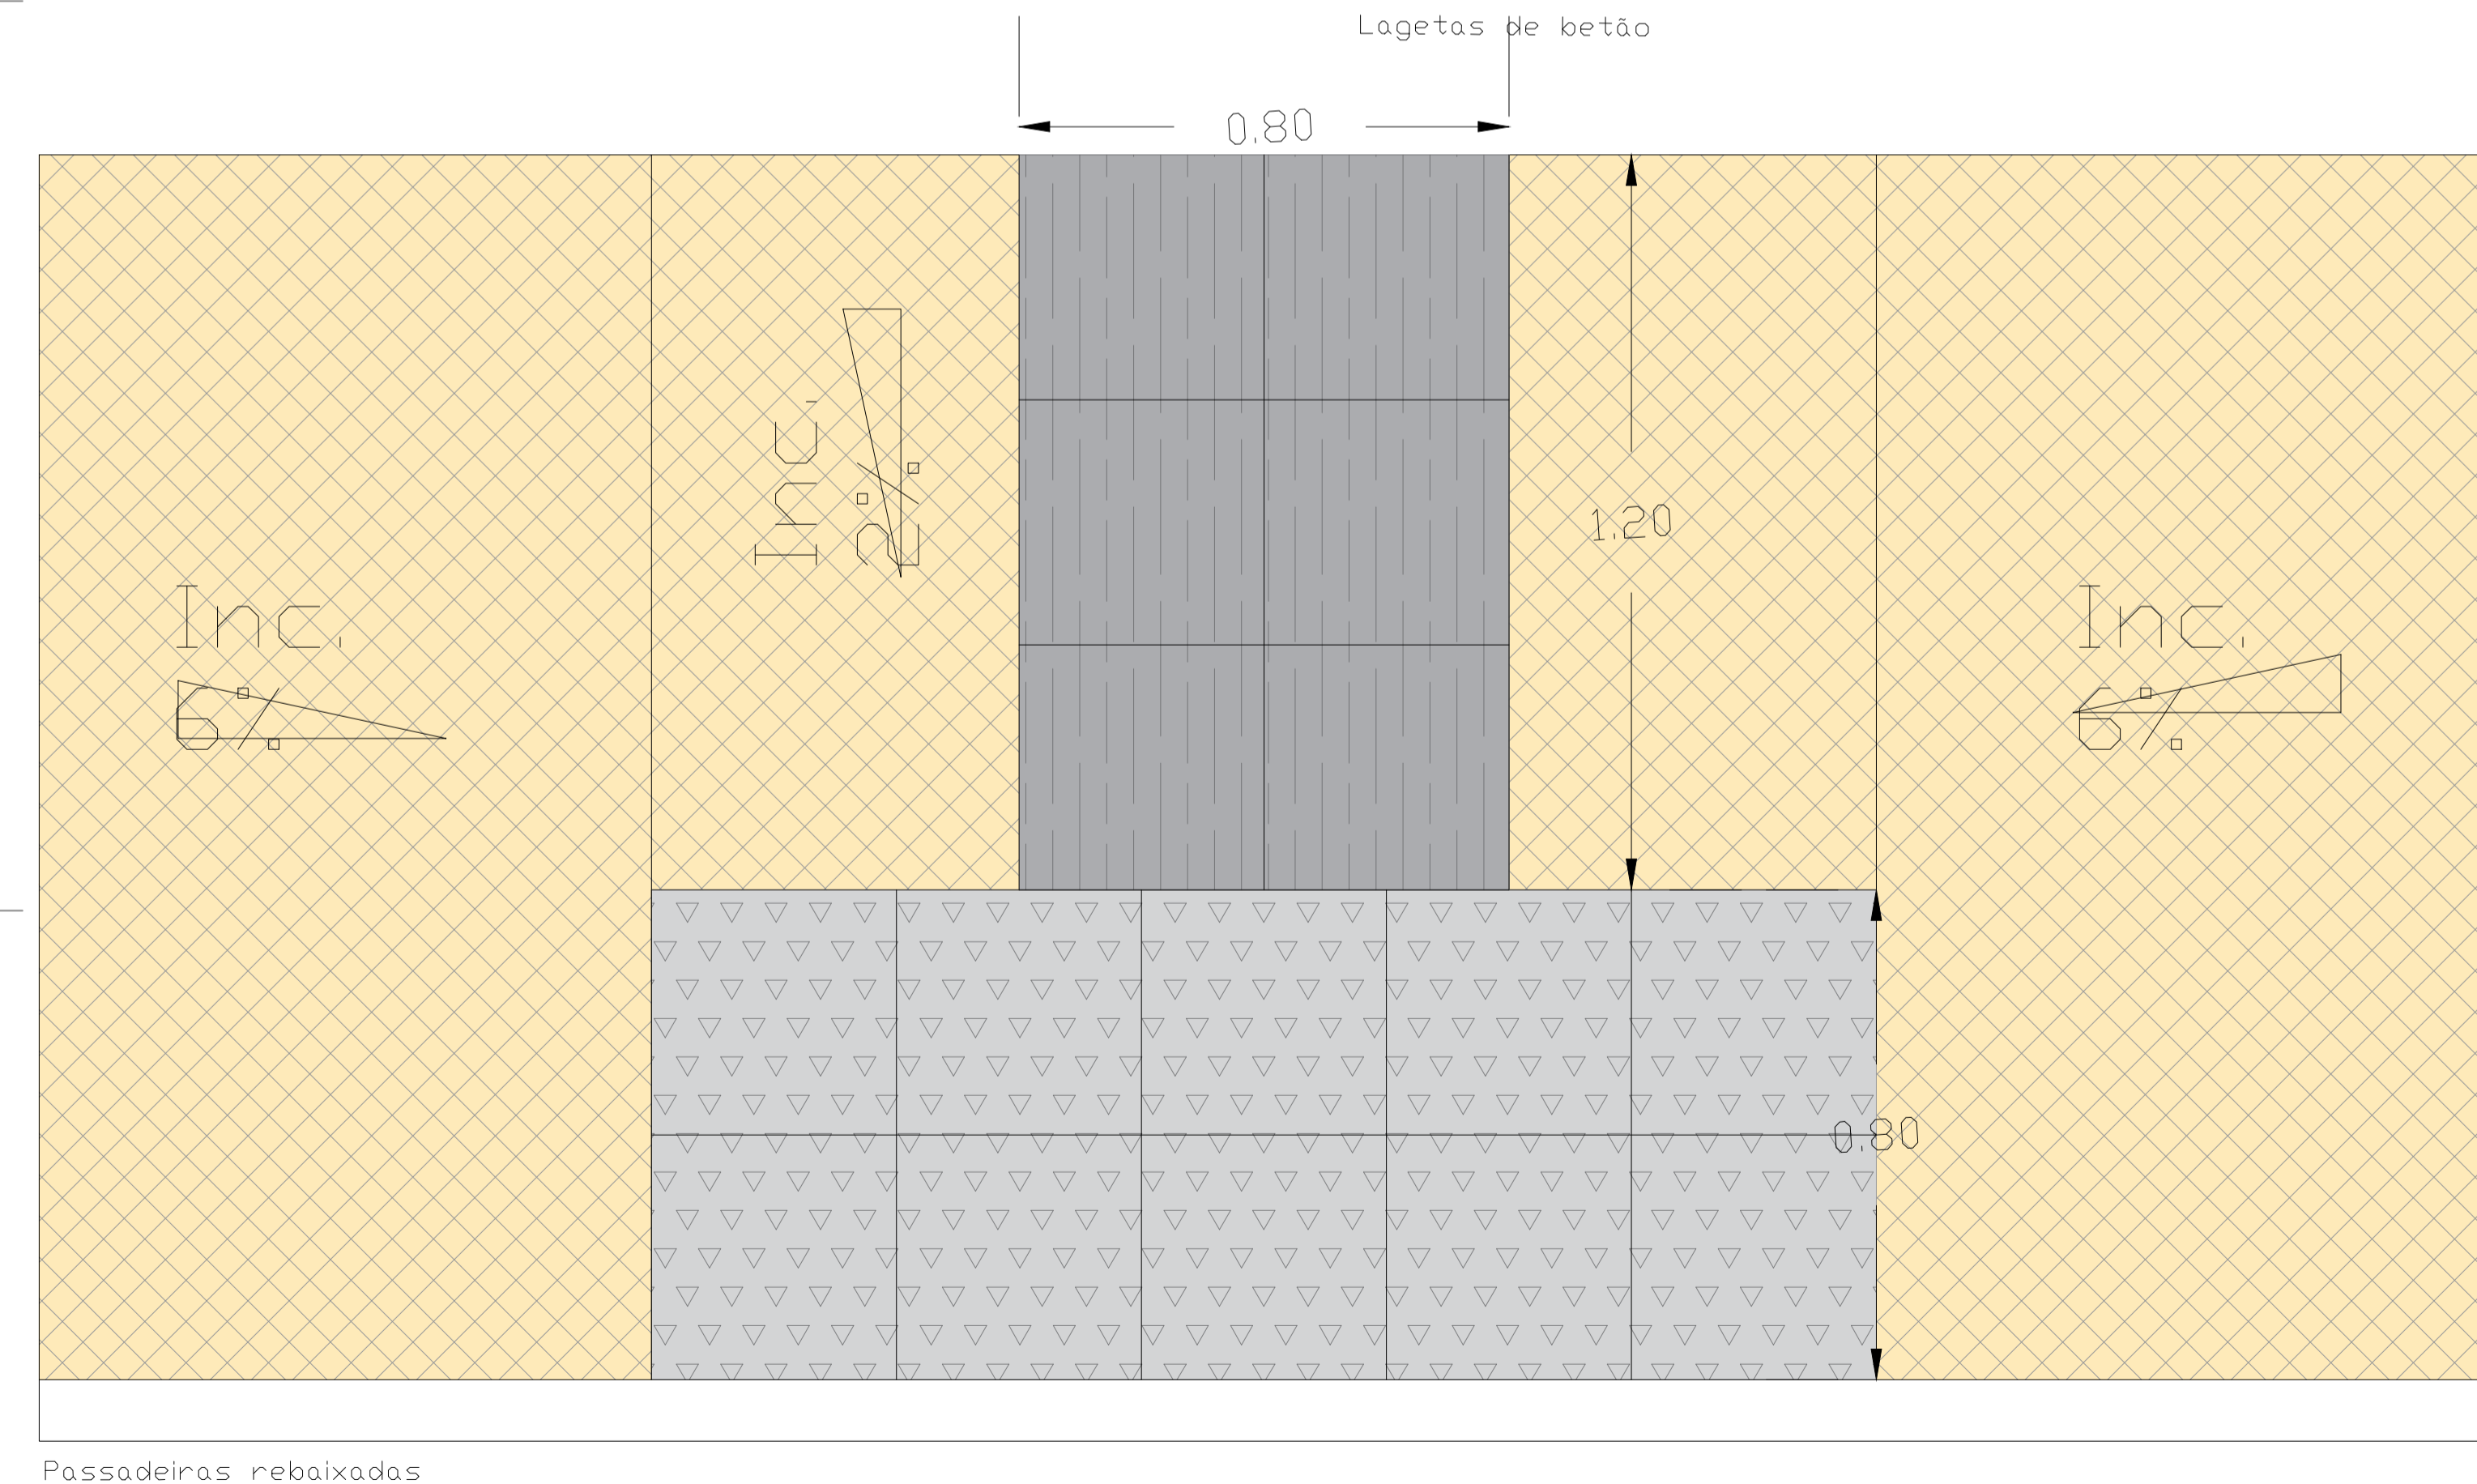 Lagetas de betão
0.80
Inc.
2%
1.20
Inc.
6%
Inc.
6%
0.80
Passadeiras rebaixadas